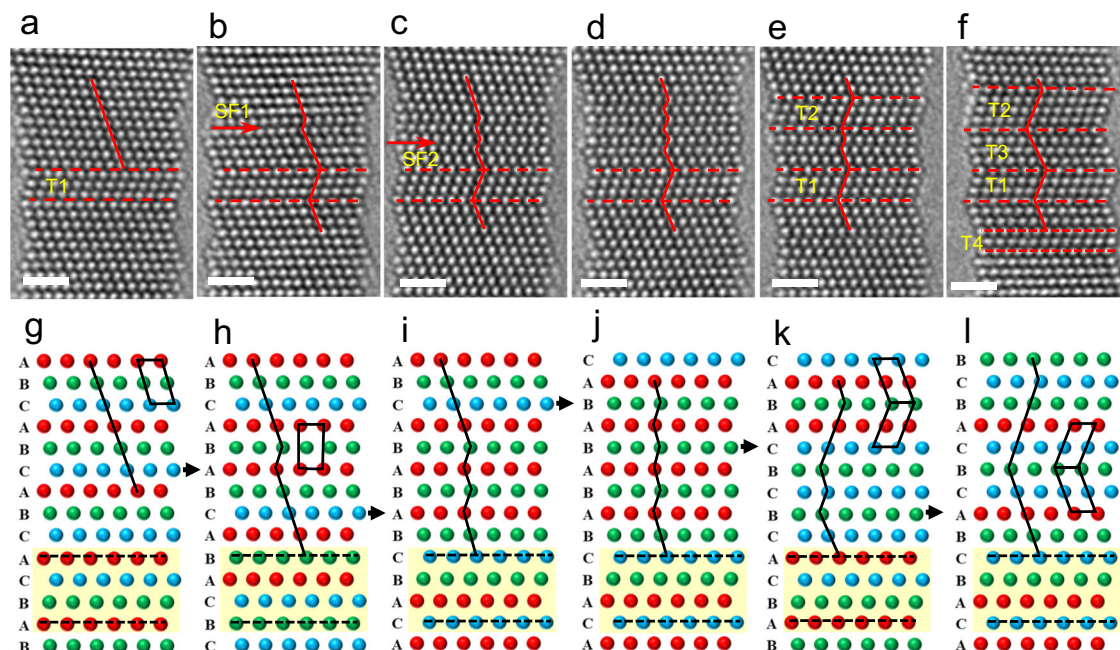 a b c d e f
SF1
SF2
T1
T2
T1
T2
T3
T1
T4
g h i j k l
A A A C C B
B B B A A C
C C C B B B
A A A A A A
B B B B C C
C A A A B B
A B B B C C
B C A A B A
C A B B C B
A B C C A C
C A B B C B
B C A A B A
A B C C A C
B C A A B A